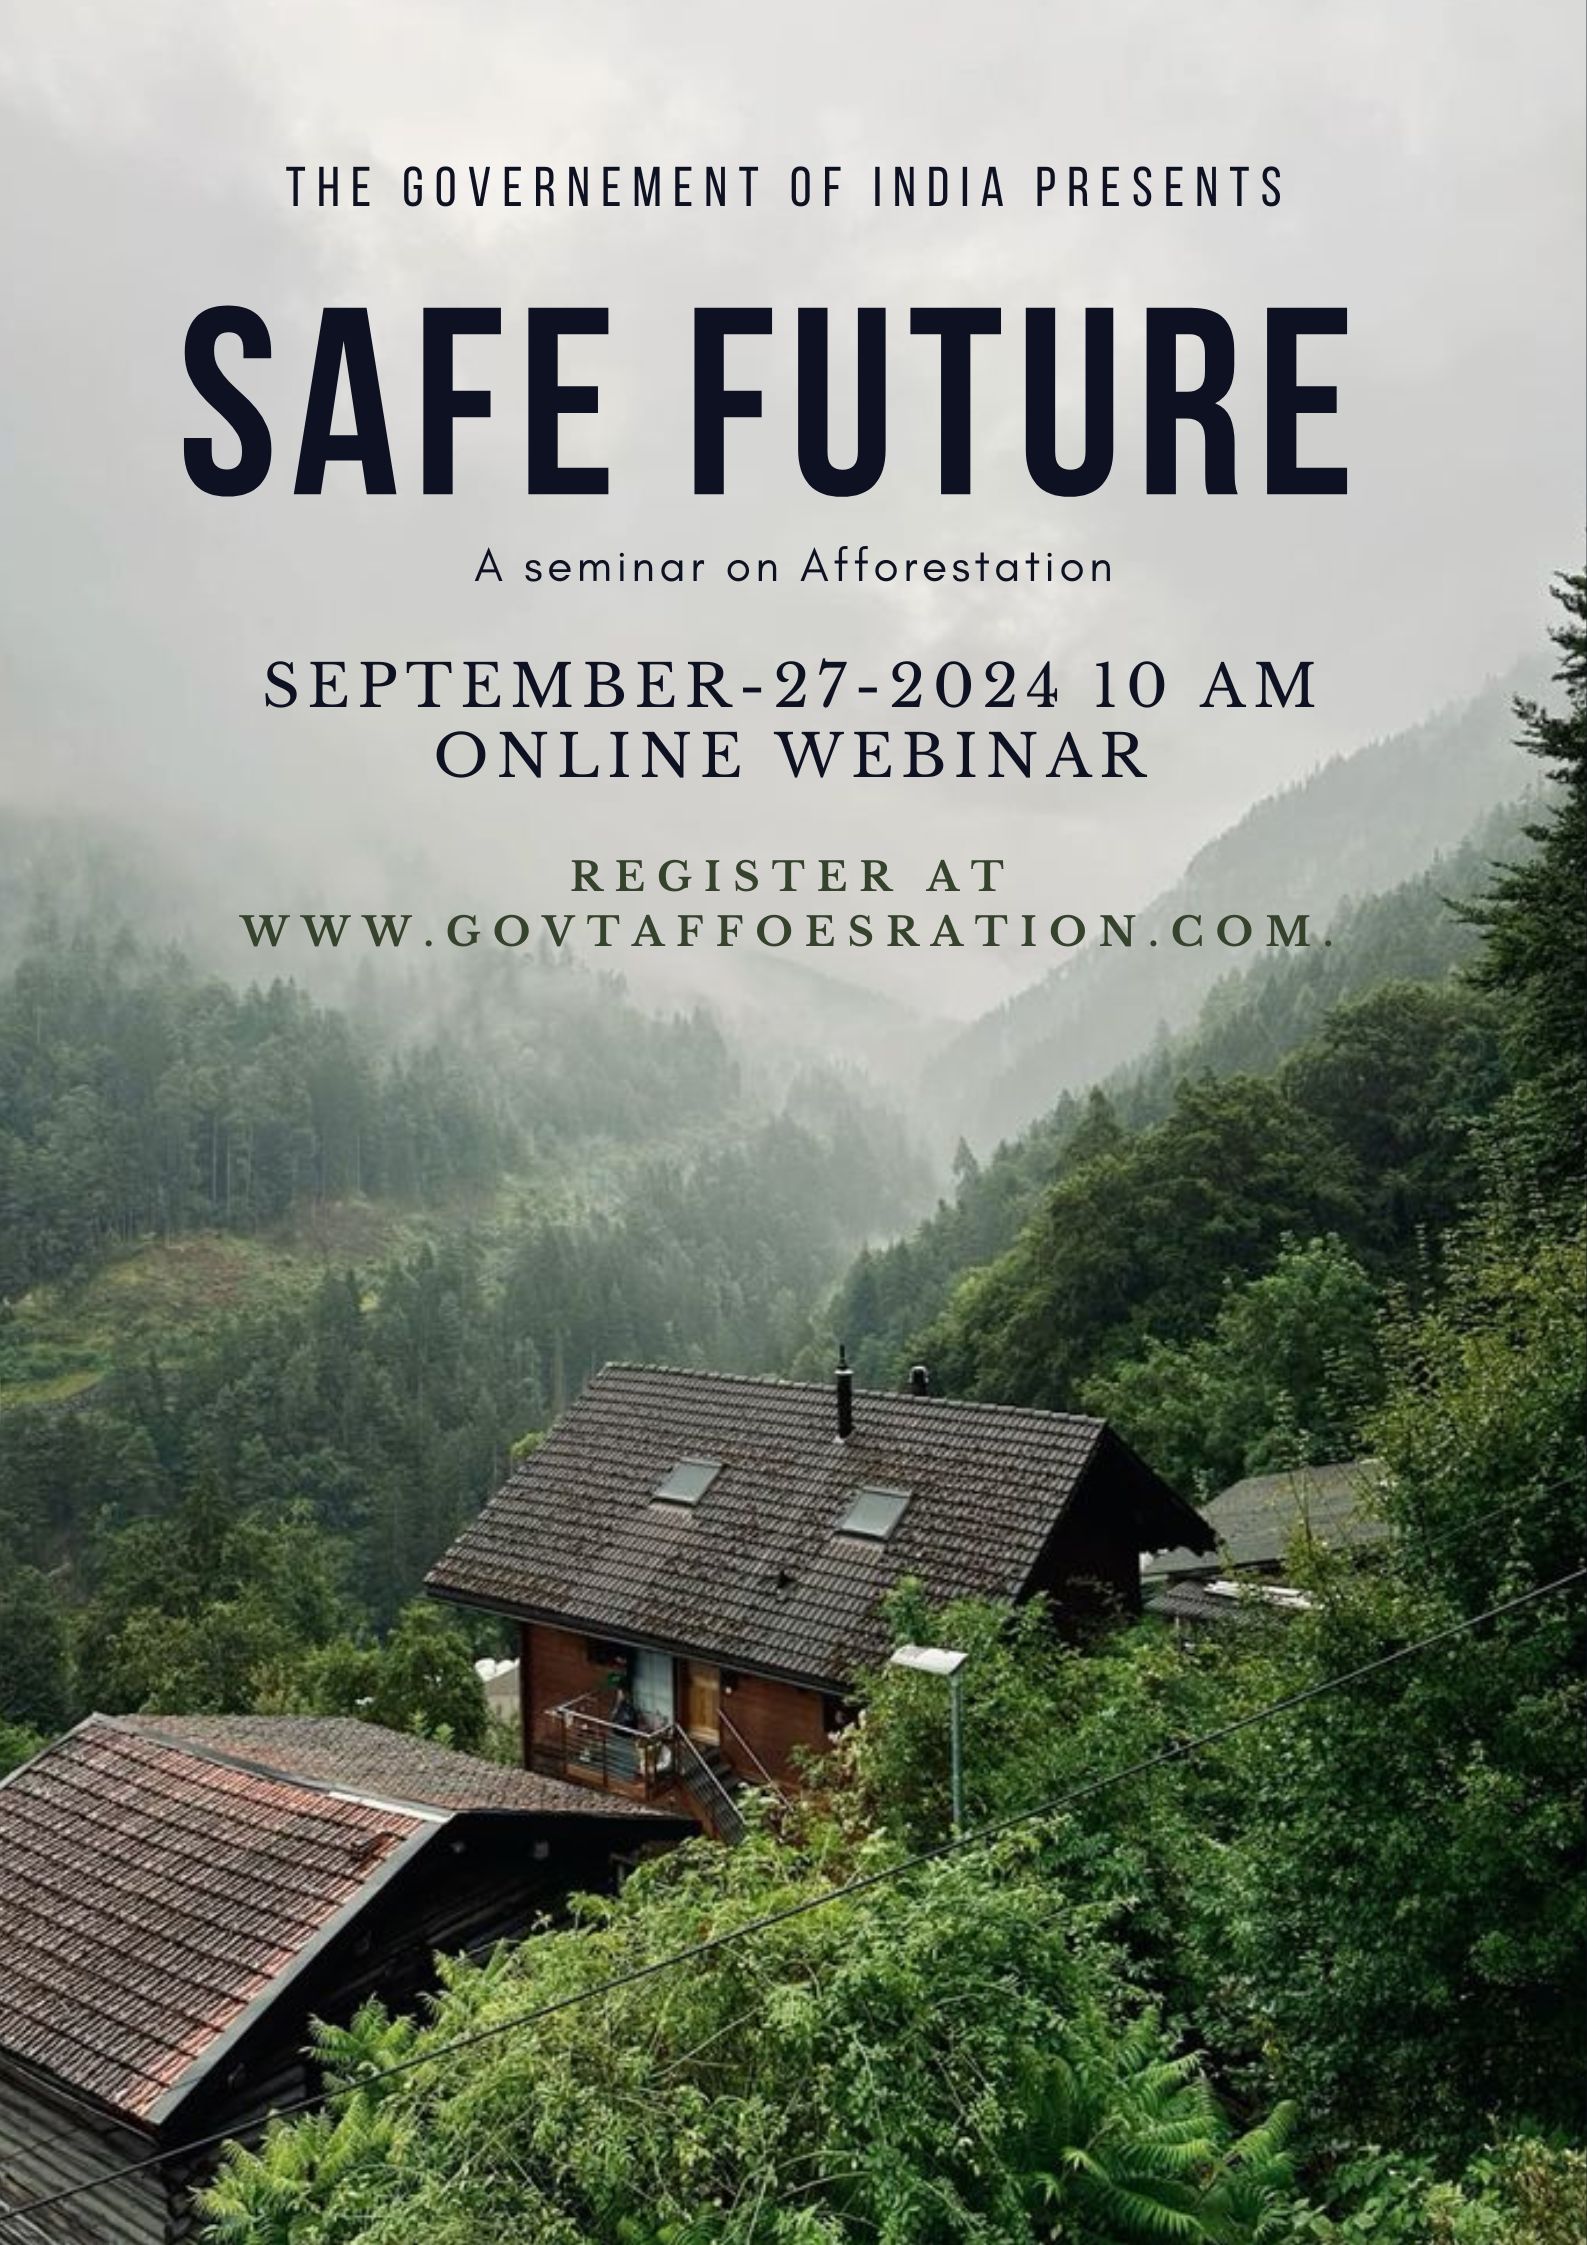 THE GOVERNEMENT OF INDIA PRESENTS
SAFE FUTURE
A seminar on Afforestation
SEPTEMBER-27-2024 10 AM
ONLINE WEBINAR
REGISTER AT
WWW.GOVTAFFOESRATION.COM.